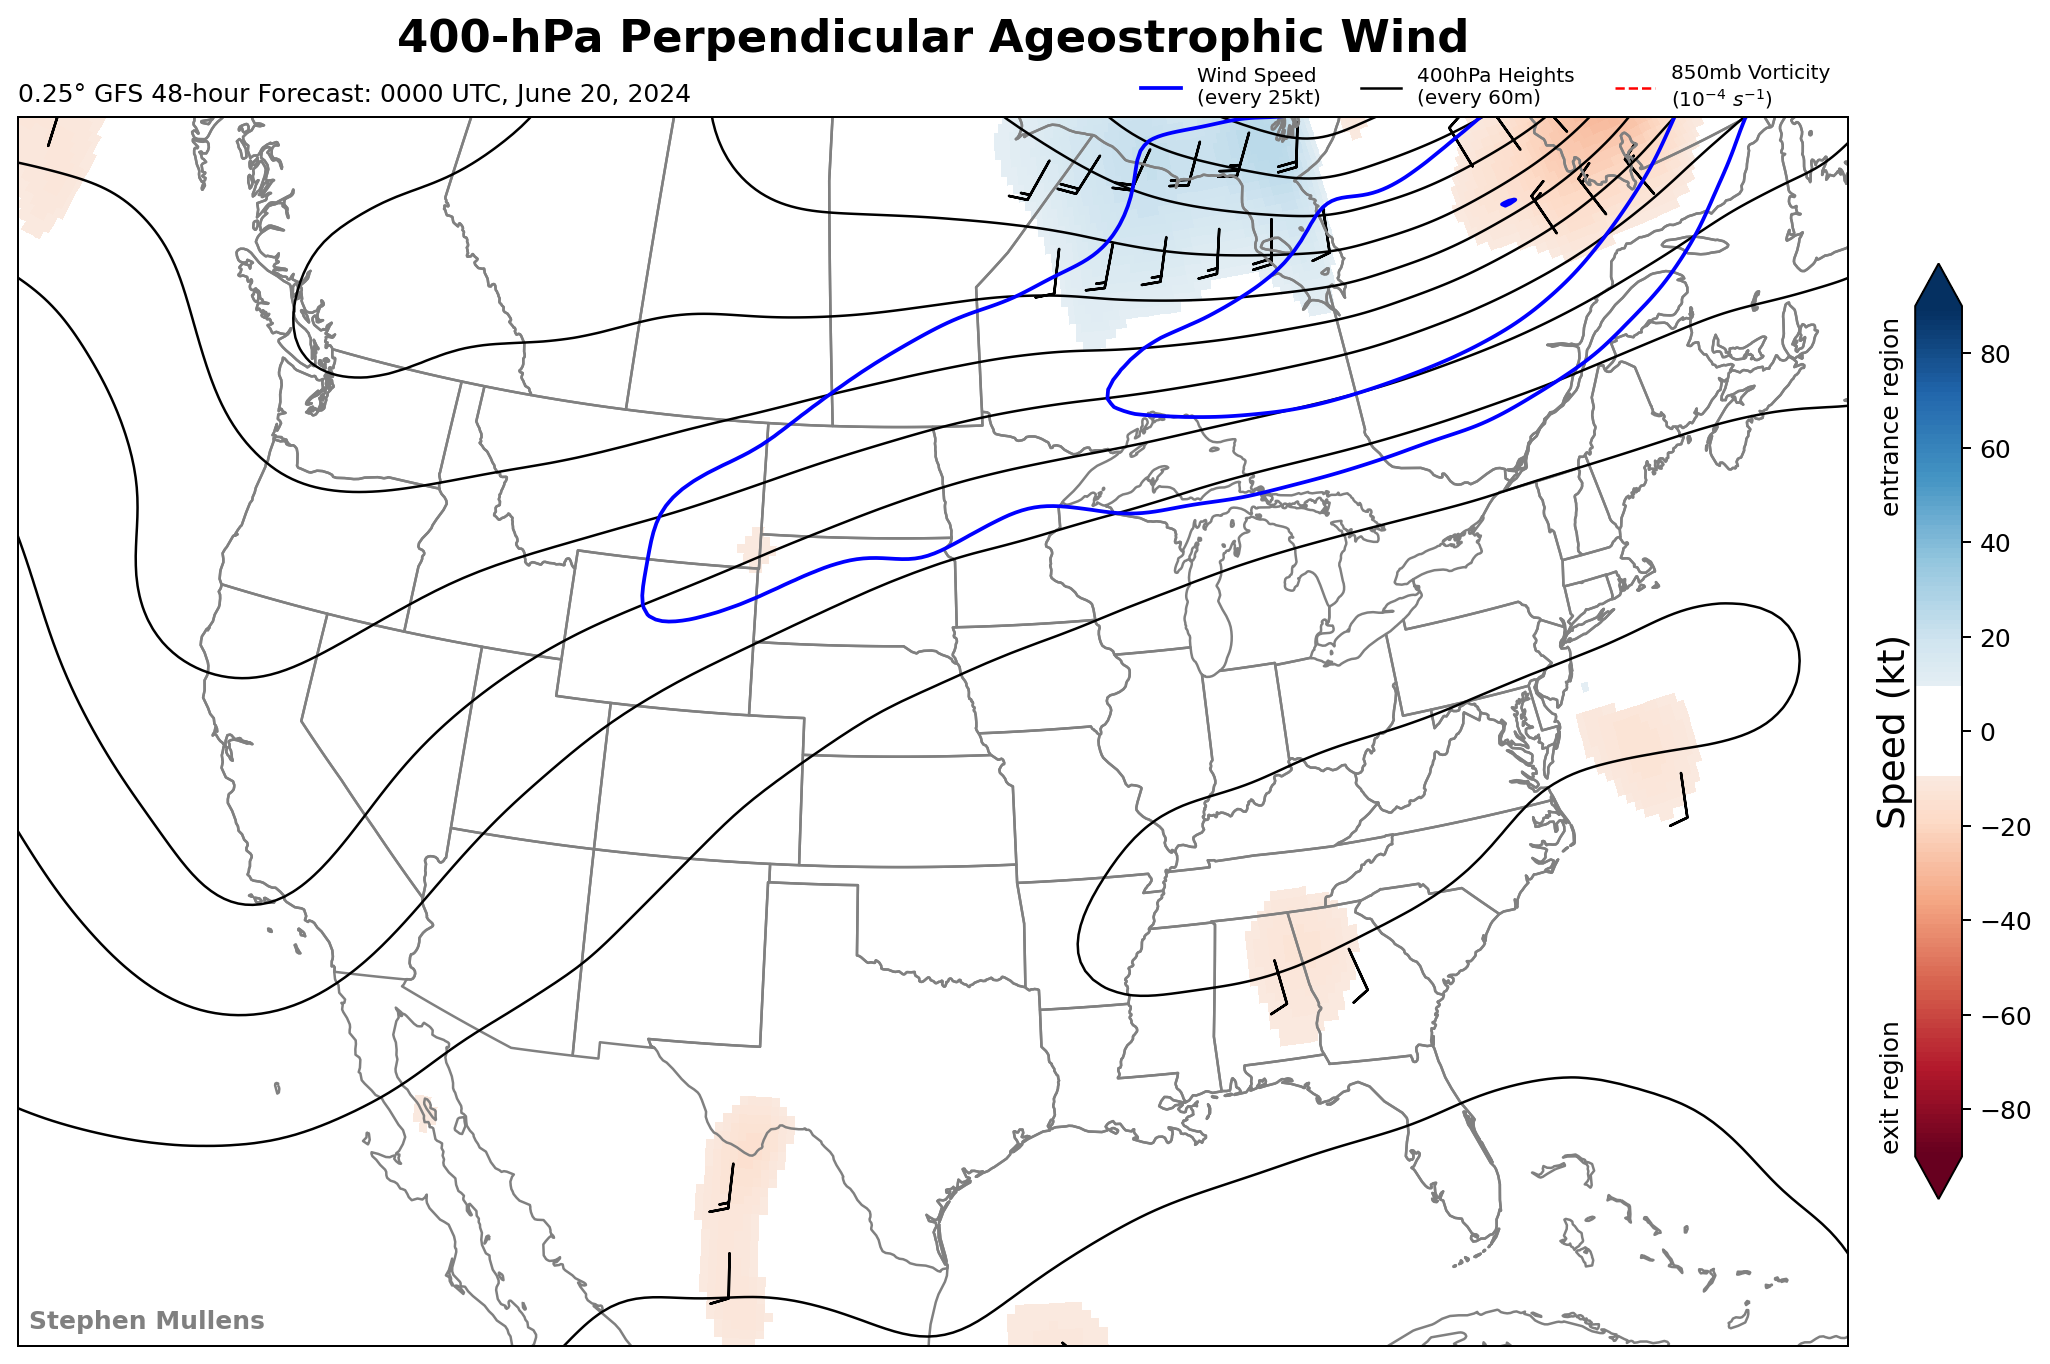 400-hPa Perpendicular Ageostrophic Wind
0.25° GFS 48-hour Forecast: 0000 UTC, June 20, 2024
Wind Speed
(every 25kt)
400hPa Heights
(every 60m)
850mb Vorticity
(10⁻⁴ s⁻¹)
entrance region
Speed (kt)
exit region
80
60
40
20
0
−20
−40
−60
−80
Stephen Mullens